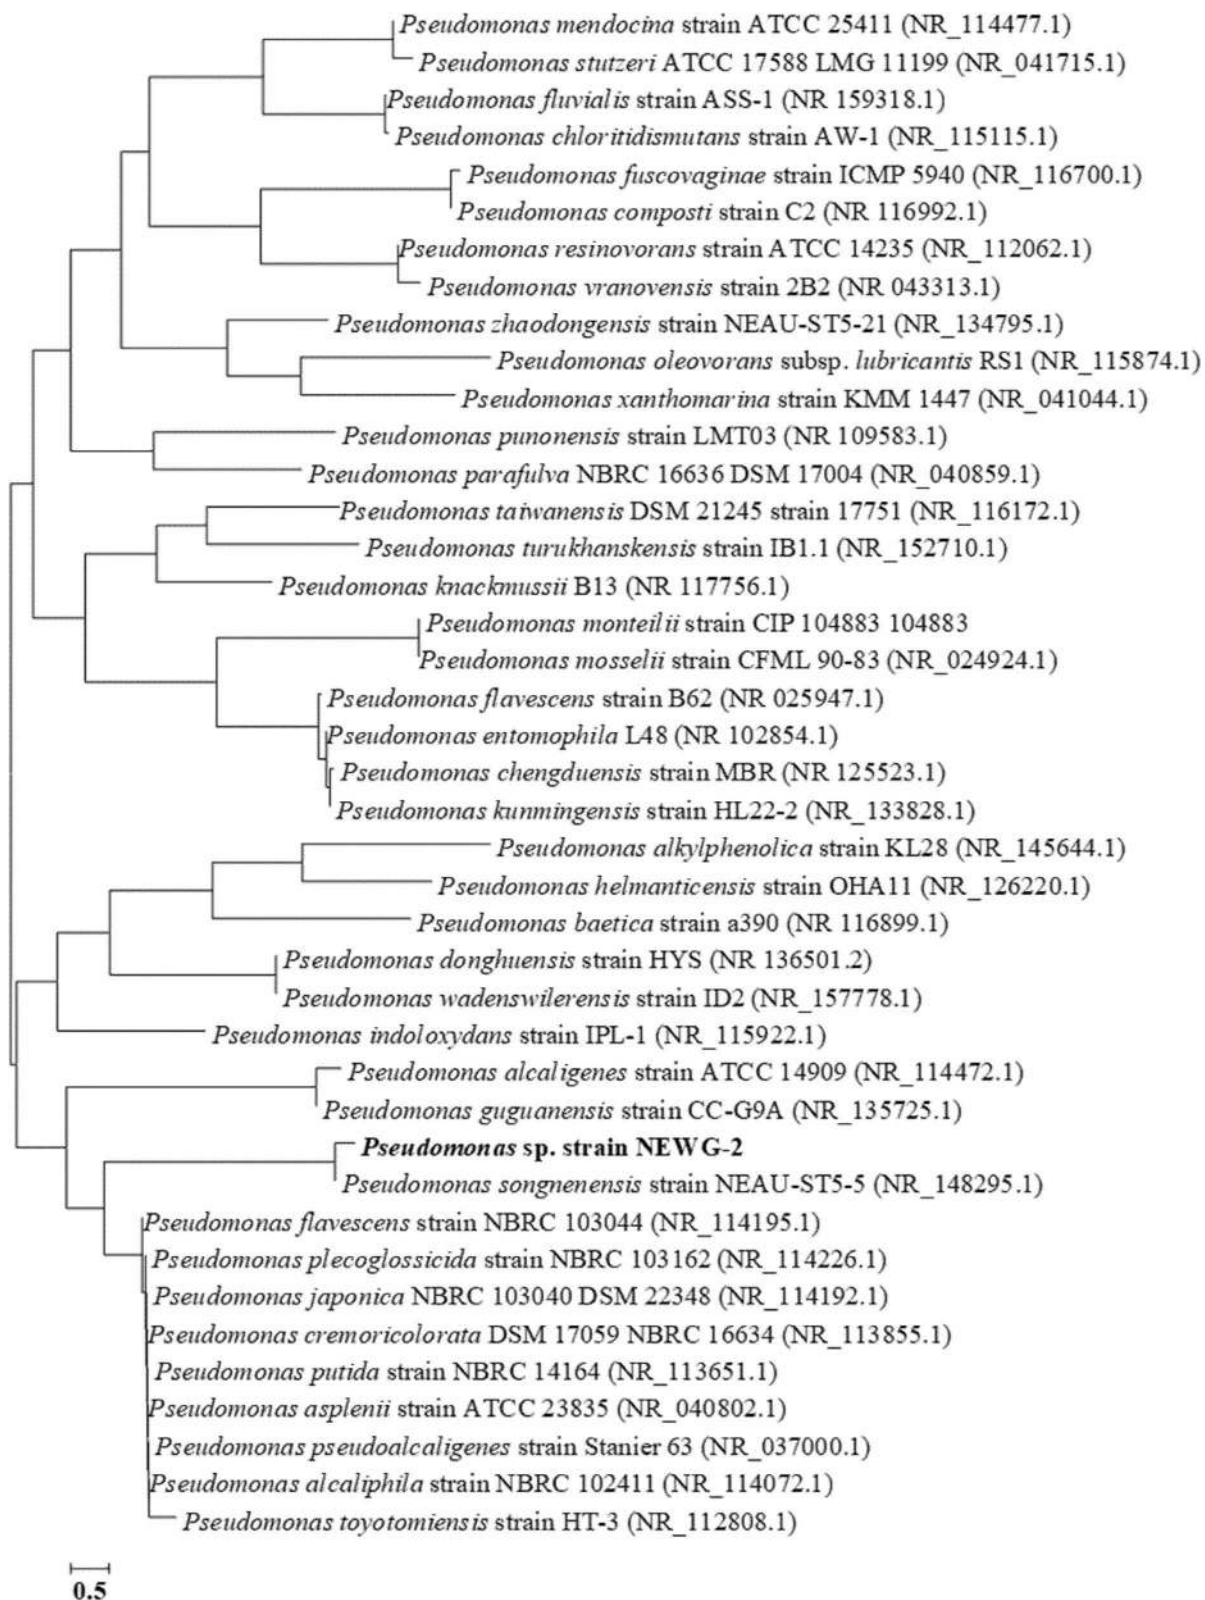 Pseudomonas mendocina strain ATCC 25411 (NR_114477.1)
Pseudomonas stutzeri ATCC 17588 LMG 11199 (NR_041715.1)
Pseudomonas fluvialis strain ASS-1 (NR 159318.1)
Pseudomonas chloritidismutans strain AW-1 (NR_115115.1)
Pseudomonas fuscovaginae strain ICMP 5940 (NR_116700.1)
Pseudomonas composti strain C2 (NR 116992.1)
Pseudomonas resinovorans strain ATCC 14235 (NR_112062.1)
Pseudomonas vranovensis strain 2B2 (NR 043313.1)
Pseudomonas zhaodongensis strain NEAU-ST5-21 (NR_134795.1)
Pseudomonas oleovorans subsp. lubricantis RS1 (NR_115874.1)
Pseudomonas xanthomarina strain KMM 1447 (NR_041044.1)
Pseudomonas punonensis strain LMT03 (NR 109583.1)
Pseudomonas parafulva NBRC 16636 DSM 17004 (NR_040859.1)
Pseudomonas taiwanensis DSM 21245 strain 17751 (NR_116172.1)
Pseudomonas turukhanskensis strain IB1.1 (NR_152710.1)
Pseudomonas knackmussii B13 (NR 117756.1)
Pseudomonas monteilii strain CIP 104883 104883
Pseudomonas mosselii strain CFML 90-83 (NR_024924.1)
Pseudomonas flavescens strain B62 (NR 025947.1)
Pseudomonas entomophila L48 (NR 102854.1)
Pseudomonas chengduensis strain MBR (NR 125523.1)
Pseudomonas kunmingensis strain HL22-2 (NR_133828.1)
Pseudomonas alkylphenolica strain KL28 (NR_145644.1)
Pseudomonas helmanticensis strain OHA11 (NR_126220.1)
Pseudomonas baetica strain a390 (NR 116899.1)
Pseudomonas donghuensis strain HYS (NR 136501.2)
Pseudomonas wadenswilerensis strain ID2 (NR_157778.1)
Pseudomonas indoloxydans strain IPL-1 (NR_115922.1)
Pseudomonas alcaligenes strain ATCC 14909 (NR_114472.1)
Pseudomonas guguanensis strain CC-G9A (NR_135725.1)
Pseudomonas sp. strain NEWG-2
Pseudomonas songnenensis strain NEAU-ST5-5 (NR_148295.1)
Pseudomonas flavescens strain NBRC 103044 (NR_114195.1)
Pseudomonas plecoglossicida strain NBRC 103162 (NR_114226.1)
Pseudomonas japonica NBRC 103040 DSM 22348 (NR_114192.1)
Pseudomonas cremoricolorata DSM 17059 NBRC 16634 (NR_113855.1)
Pseudomonas putida strain NBRC 14164 (NR_113651.1)
Pseudomonas asplenii strain ATCC 23835 (NR_040802.1)
Pseudomonas pseudoalcaligenes strain Stanier 63 (NR_037000.1)
Pseudomonas alcaliphila strain NBRC 102411 (NR_114072.1)
Pseudomonas toyotomiensis strain HT-3 (NR_112808.1)
0.5